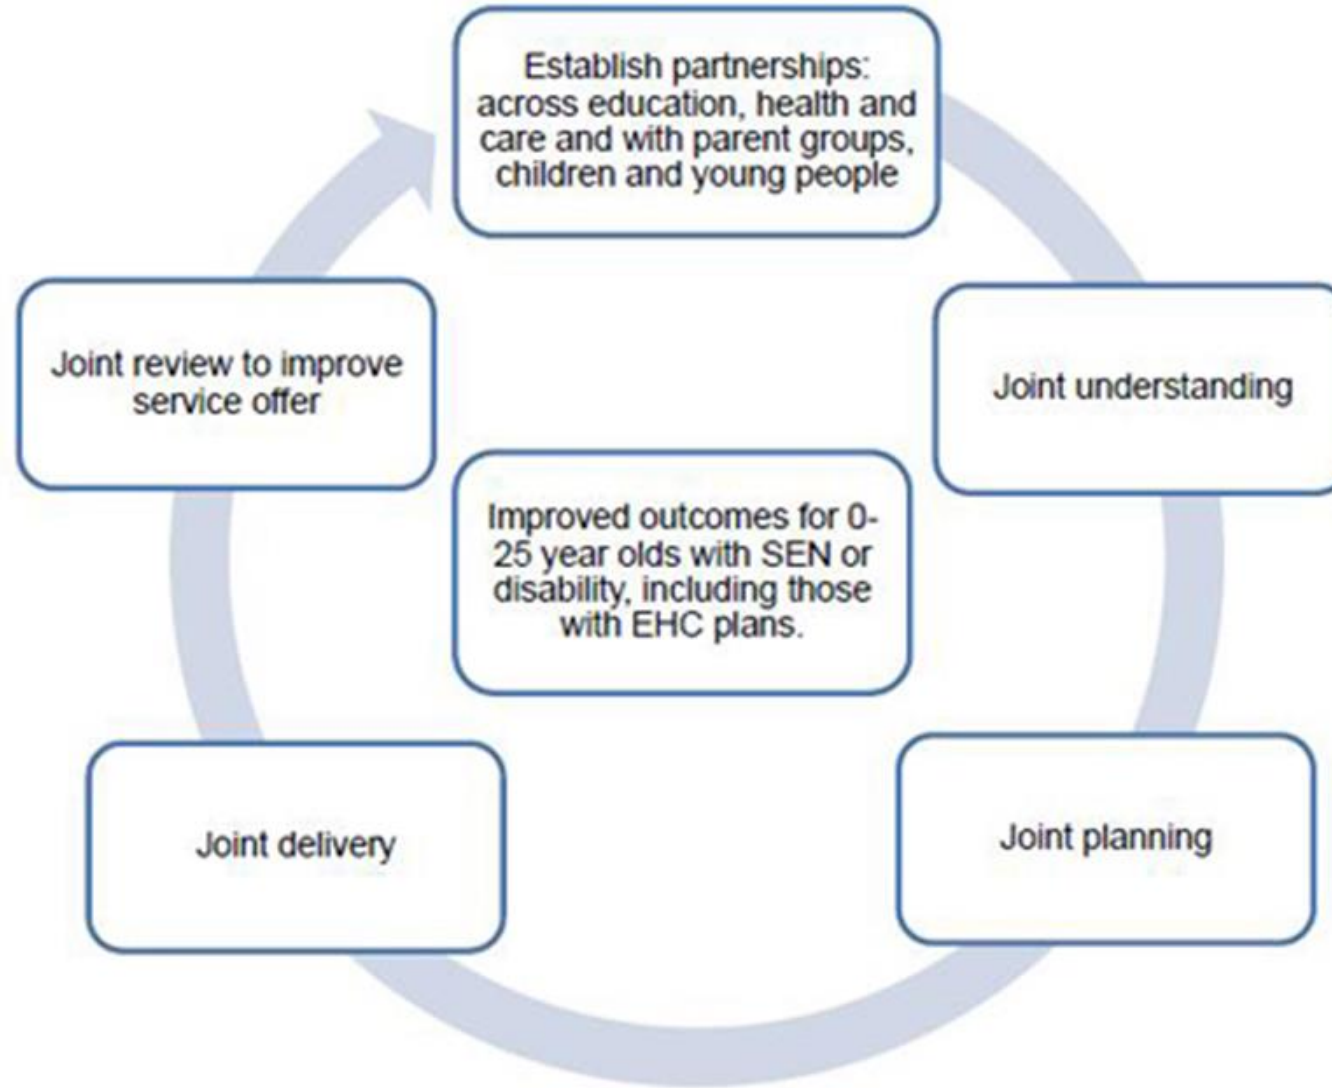 Establish partnerships:
across education, health and
care and with parent groups,
children and young people
Joint understanding
Joint planning
Joint delivery
Joint review to improve
service offer
Improved outcomes for 0-
25 year olds with SEN or
disability, including those
with EHC plans.